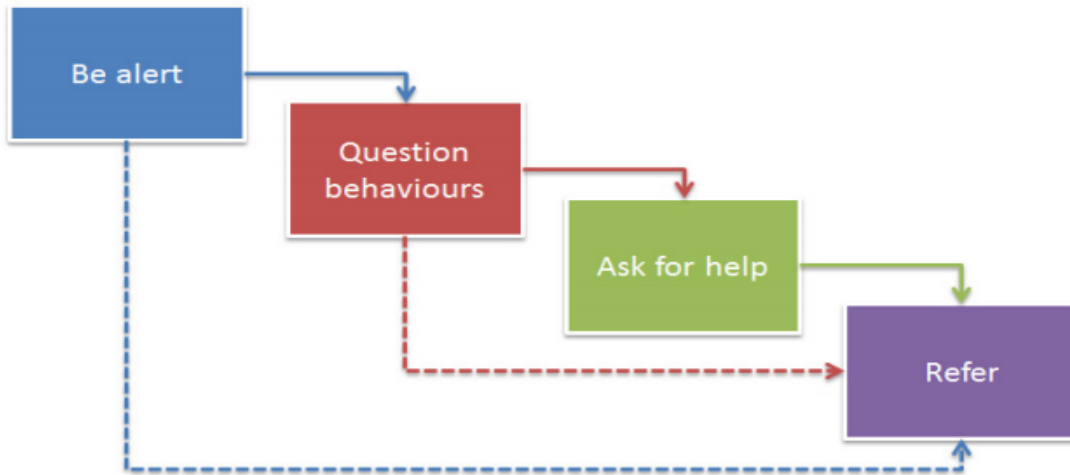 Be alert
Question
behaviours
Ask for help
Refer